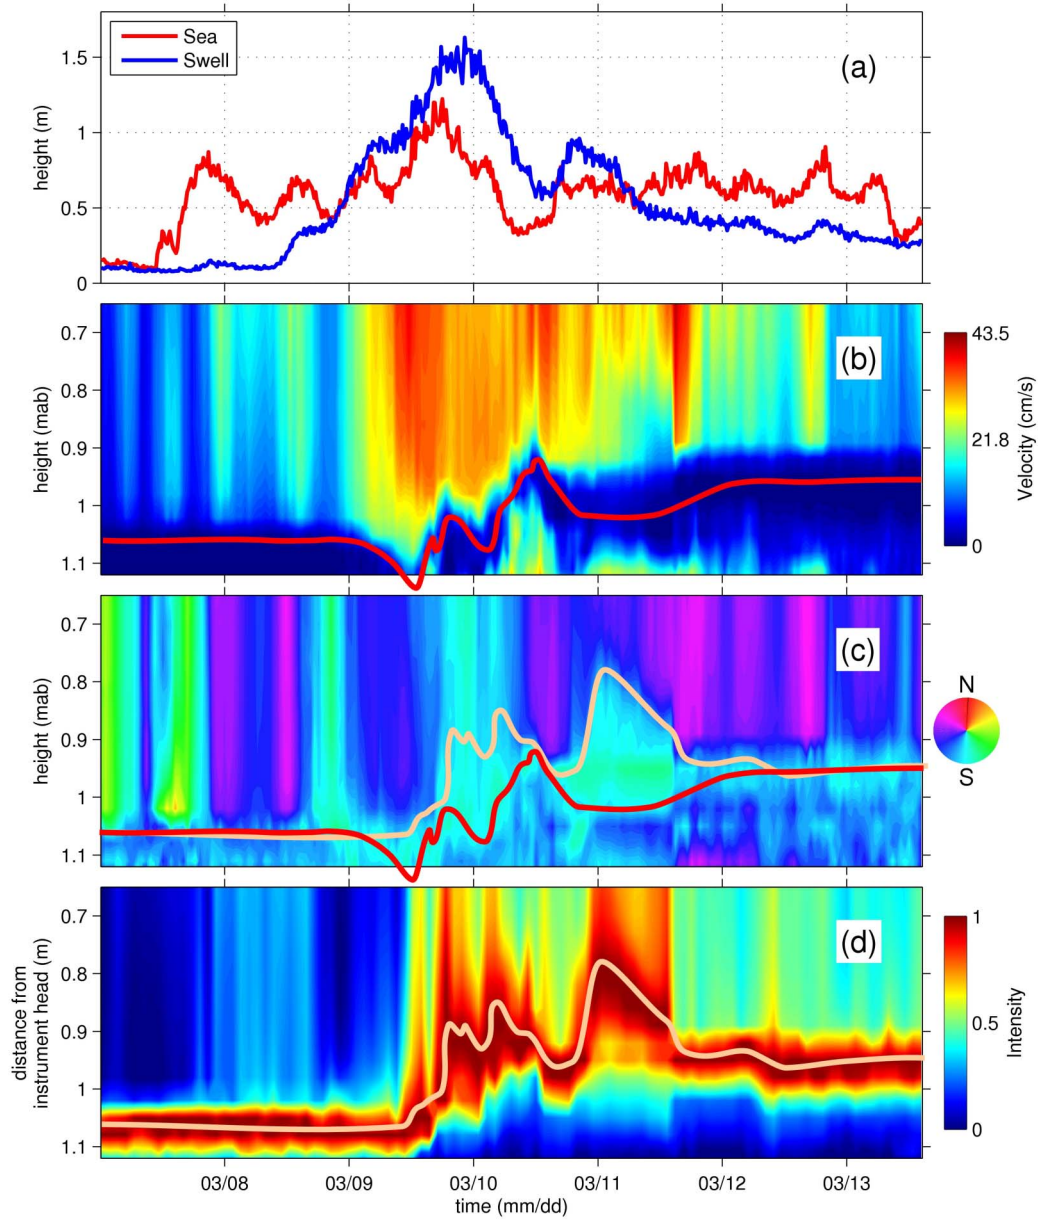 Sea
Swell
(a)
1.5
1
0.5
0
height (m)
(b)
0.7
0.8
0.9
1
1.1
height (mab)
43.5
21.8
0
Velocity (cm/s)
(c)
0.7
0.8
0.9
1
1.1
height (mab)
N
S
(d)
0.7
0.8
0.9
1
1.1
distance from
instrument head (m)
1
0.5
0
Intensity
03/08 03/09 03/10 03/11 03/12 03/13
time (mm/dd)